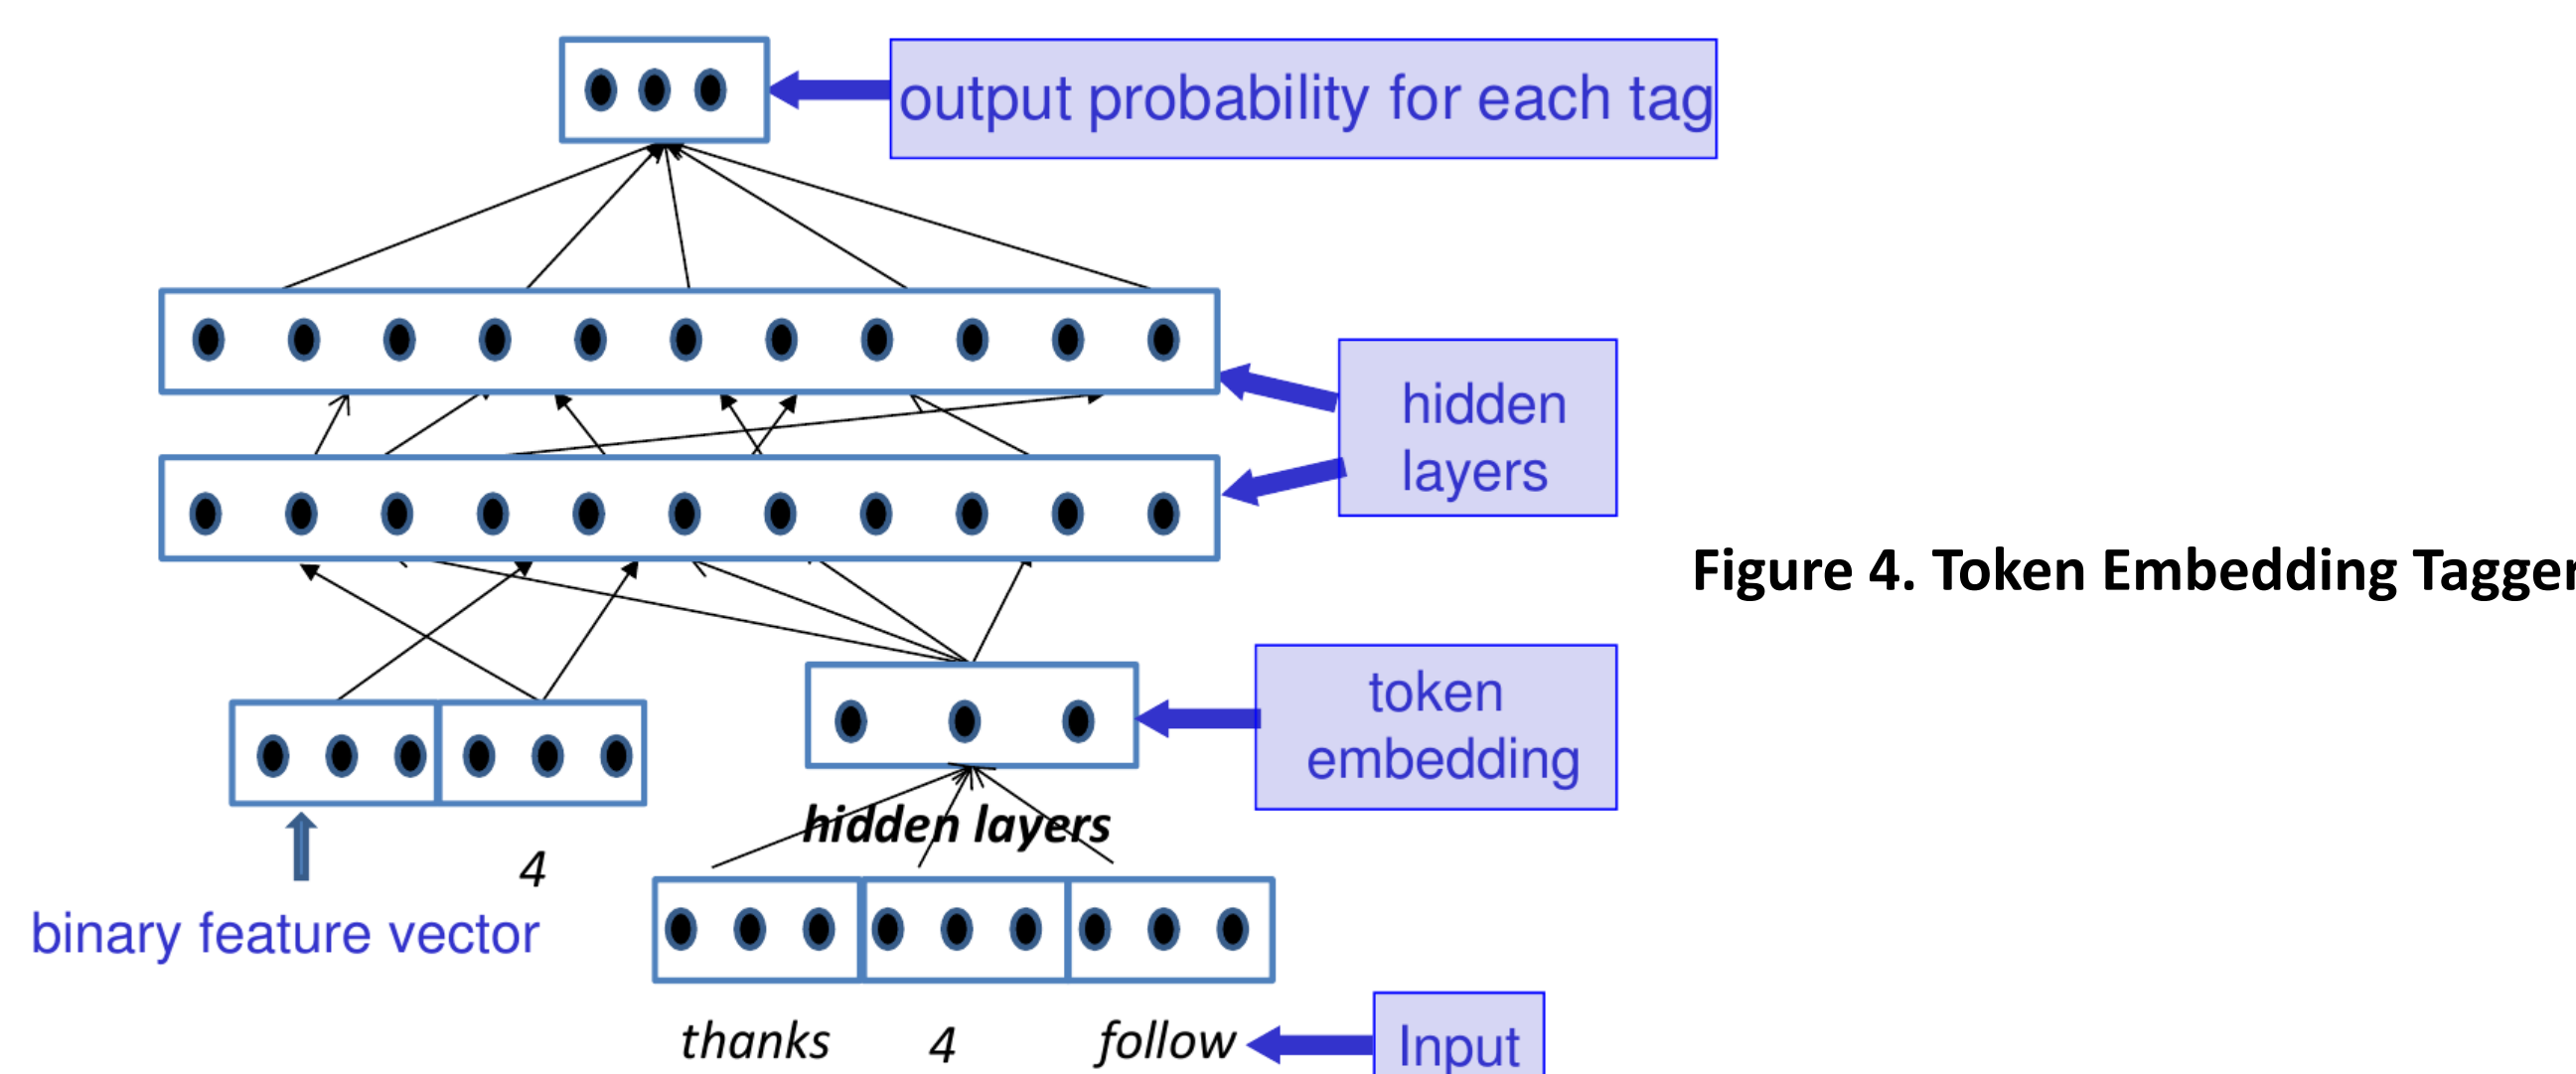 output probability for each tag
hidden
layers
Figure 4. Token Embedding Tagger
token
embedding
hidden layers
4
binary feature vector
thanks 4 follow
Input